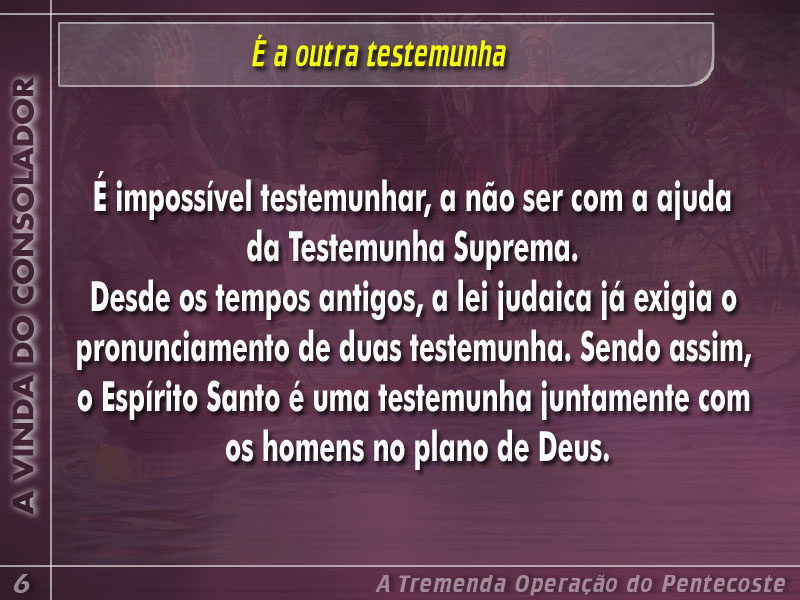 É a outra testemunha
A VINDA DO CONSOLADOR
É impossível testemunhar, a não ser com a ajuda
da Testemunha Suprema.
Desde os tempos antigos, a lei judaica já exigia o
pronunciamento de duas testemunha. Sendo assim,
o Espírito Santo é uma testemunha juntamente com
os homens no plano de Deus.
6
A Tremenda Operação do Pentecoste